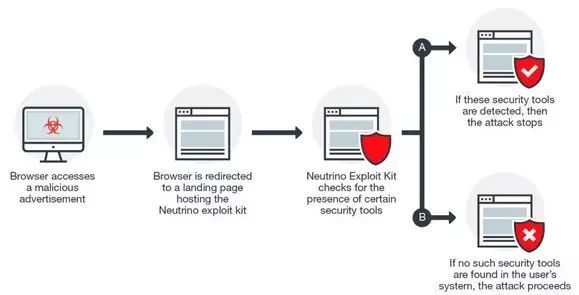 Browser accesses
a malicious
advertisement
Browser is redirected
to a landing page
hosting the
Neutrino exploit kit
Neutrino Exploit Kit
checks for the
presence of certain
security tools
A
If these security tools
are detected, then
the attack stops
B
If no such security tools
are found in the user's
system, the attack proceeds